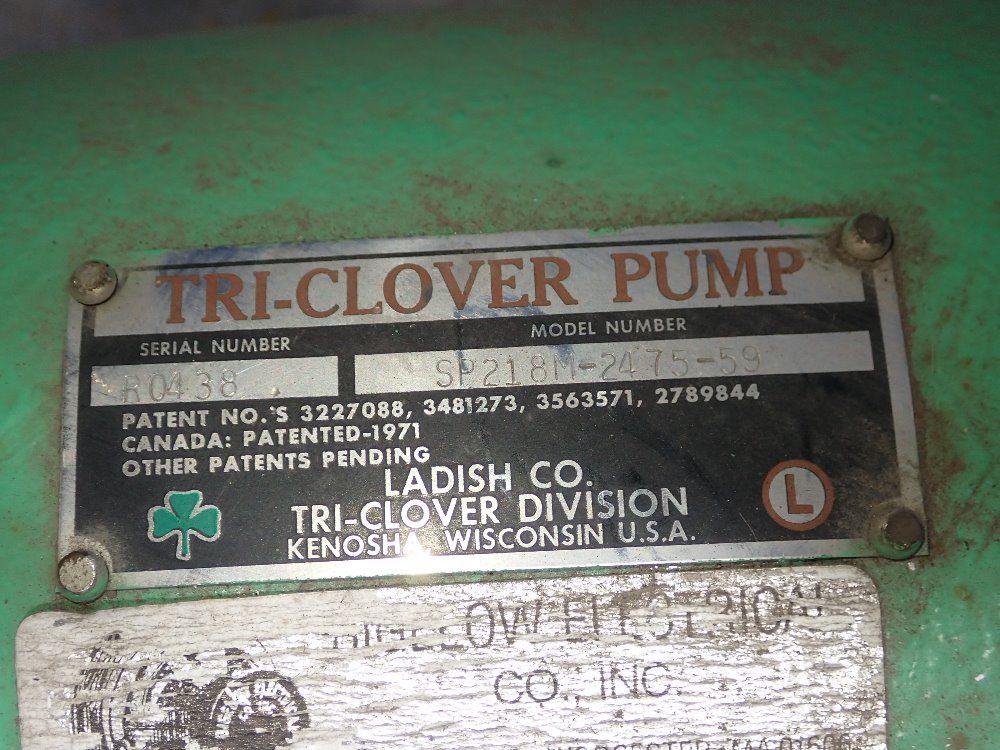 TRI-CLOVER PUMP
SERIAL NUMBER
MODEL NUMBER
R0438
SP218M-2475-59
PATENT NO.'S 3227088, 3481273, 3563571, 2789844
CANADA: PATENTED-1971
OTHER PATENTS PENDING
LADISH CO.
TRI-CLOVER DIVISION
KENOSHA, WISCONSIN U.S.A.
L
ELECTRICAL
CO., INC.